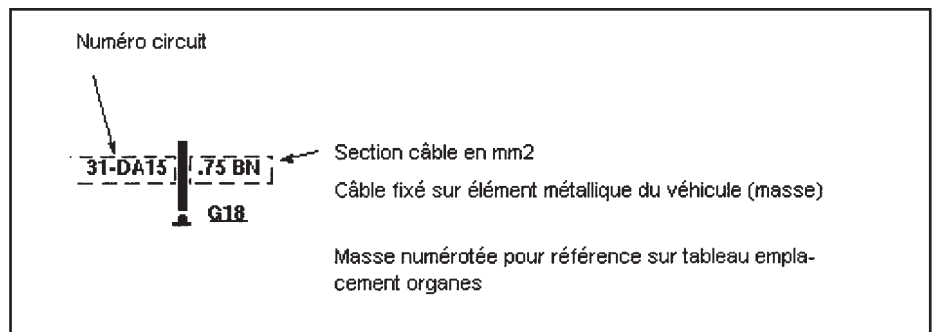 Numéro circuit
31-DA15 .75 BN
Section câble en mm2
Câble fixé sur élément métallique du véhicule (masse)
G18
Masse numérotée pour référence sur tableau empla-
cement organes